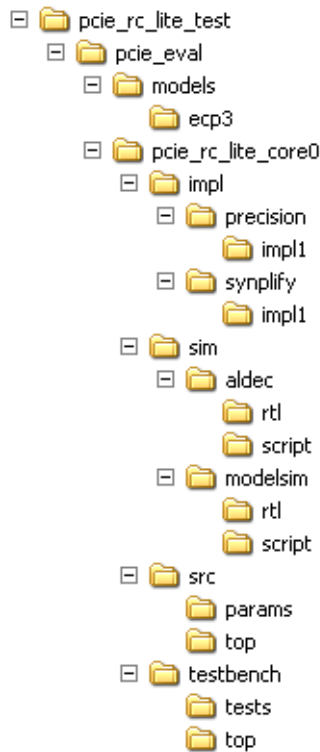 pcie_rc_lite_test
pcie_eval
models
ecp3
pcie_rc_lite_core0
impl
precision
impl1
synplify
impl1
sim
aldec
rtl
script
modelsim
rtl
script
src
params
top
testbench
tests
top